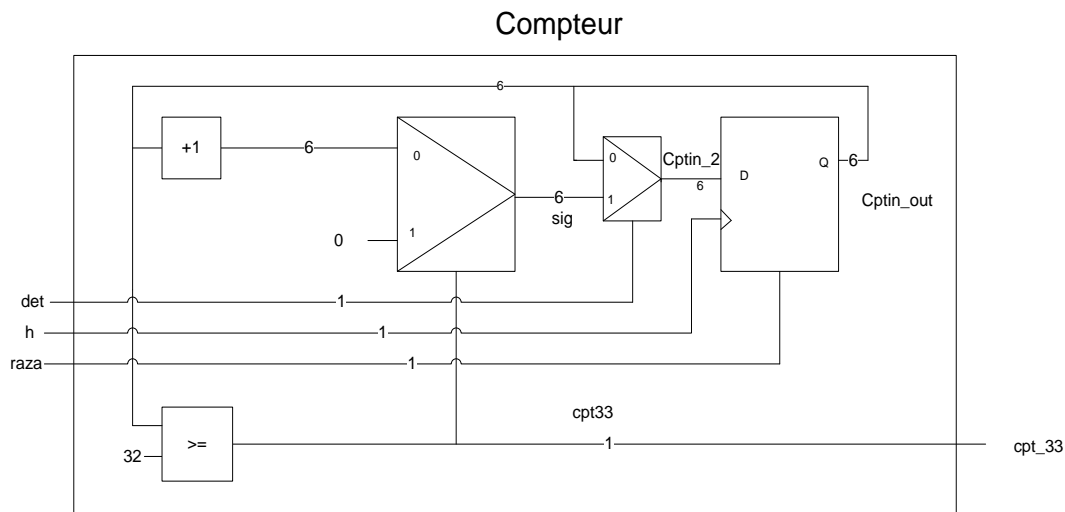 Compteur
6
+1
6
0
1
0
6
sig
0
1
Cptin_2
6
D
Q
6
Cptin_out
det
1
h
1
raza
1
cpt33
>=
32
1
cpt_33